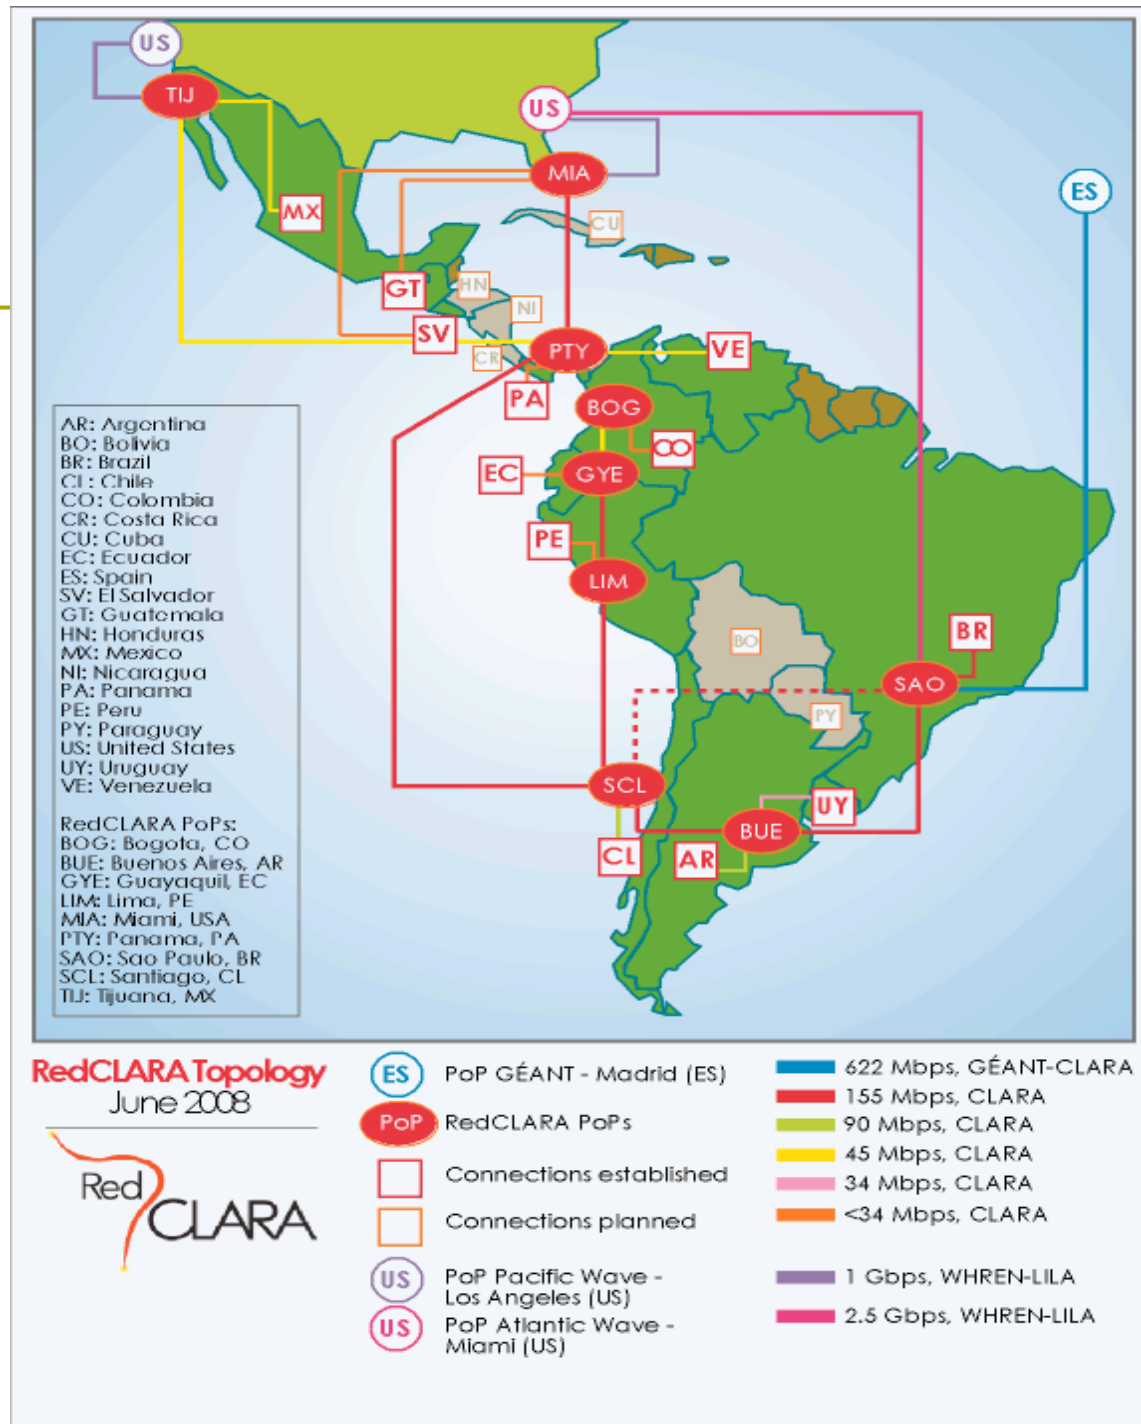 US
TIJ
US
MIA
ES
MX
CU
GT
HN
NI
SV
CR
PTY
VE
PA
BOG
CO
EC
GYE
PE
LIM
BO
BR
SAO
PY
SCL
UY
BUE
CL
AR
AR: Argentina
BO: Bolivia
BR: Brazil
CL: Chile
CO: Colombia
CR: Costa Rica
CU: Cuba
EC: Ecuador
ES: Spain
SV: El Salvador
GT: Guatemala
HN: Honduras
MX: Mexico
NI: Nicaragua
PA: Panama
PE: Peru
PY: Paraguay
US: United States
UY: Uruguay
VE: Venezuela
RedCLARA PoPs:
BOG: Bogota, CO
BUE: Buenos Aires, AR
GYE: Guayaquil, EC
LIM: Lima, PE
MIA: Miami, USA
PTY: Panama, PA
SAO: Sao Paulo, BR
SCL: Santiago, CL
TIJ: Tijuana, MX
RedCLARA Topology
June 2008
Red
CLARA
ES PoP GÉANT - Madrid (ES)
PoP RedCLARA PoPs
Connections established
Connections planned
US PoP Pacific Wave -
Los Angeles (US)
US PoP Atlantic Wave -
Miami (US)
622 Mbps, GÉANT-CLARA
155 Mbps, CLARA
90 Mbps, CLARA
45 Mbps, CLARA
34 Mbps, CLARA
<34 Mbps, CLARA
1 Gbps, WHREN-LILA
2.5 Gbps, WHREN-LILA